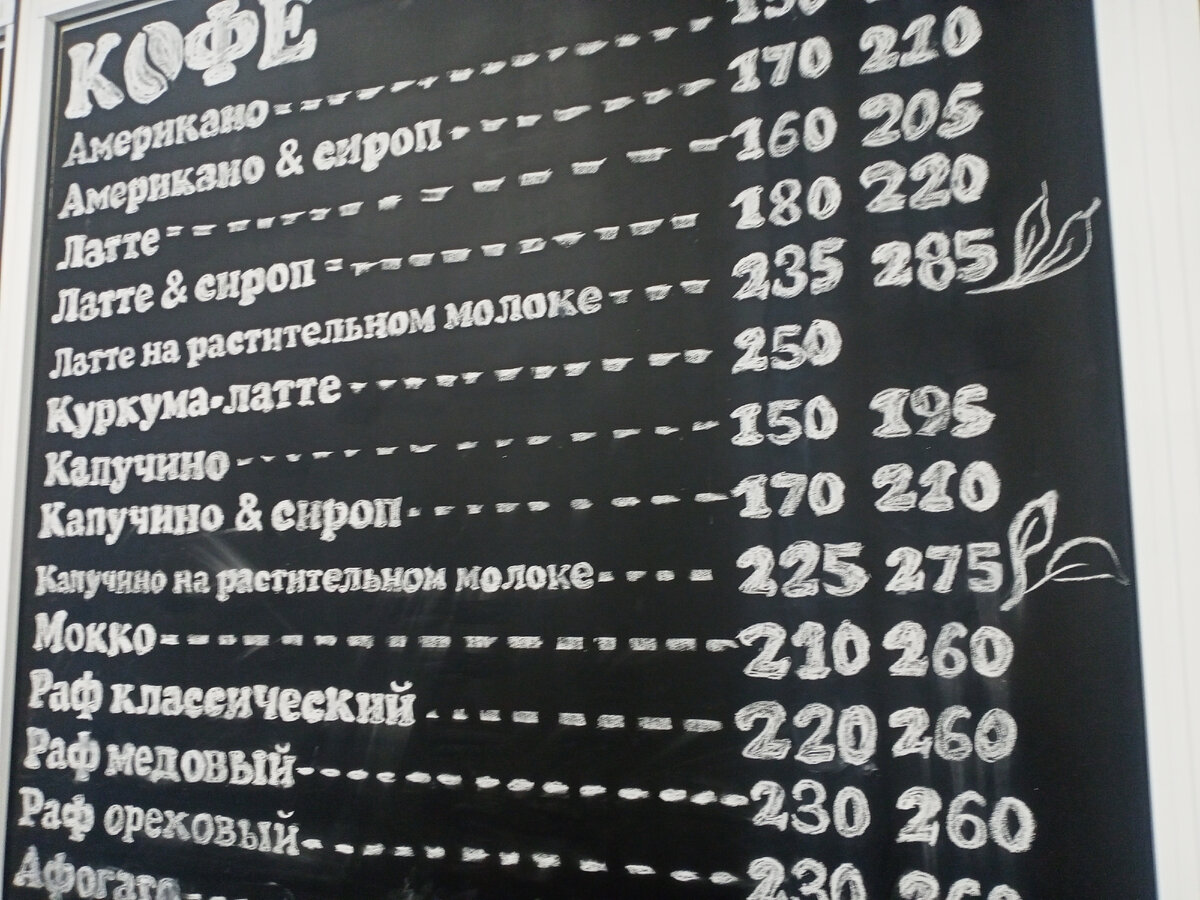 КОФЕ
Американо 150
Американо & сироп 170 210
Латте 160 205
Латте & сироп 180 220
Латте на растительном молоке 235 285
Куркума-латте 250
Капучино 150 195
Капучино & сироп 170 210
Капучино на растительном молоке 225 275
Мокко 210 260
Раф классический 220 260
Раф медовый 230 260
Раф ореховый 230 260
Афогато